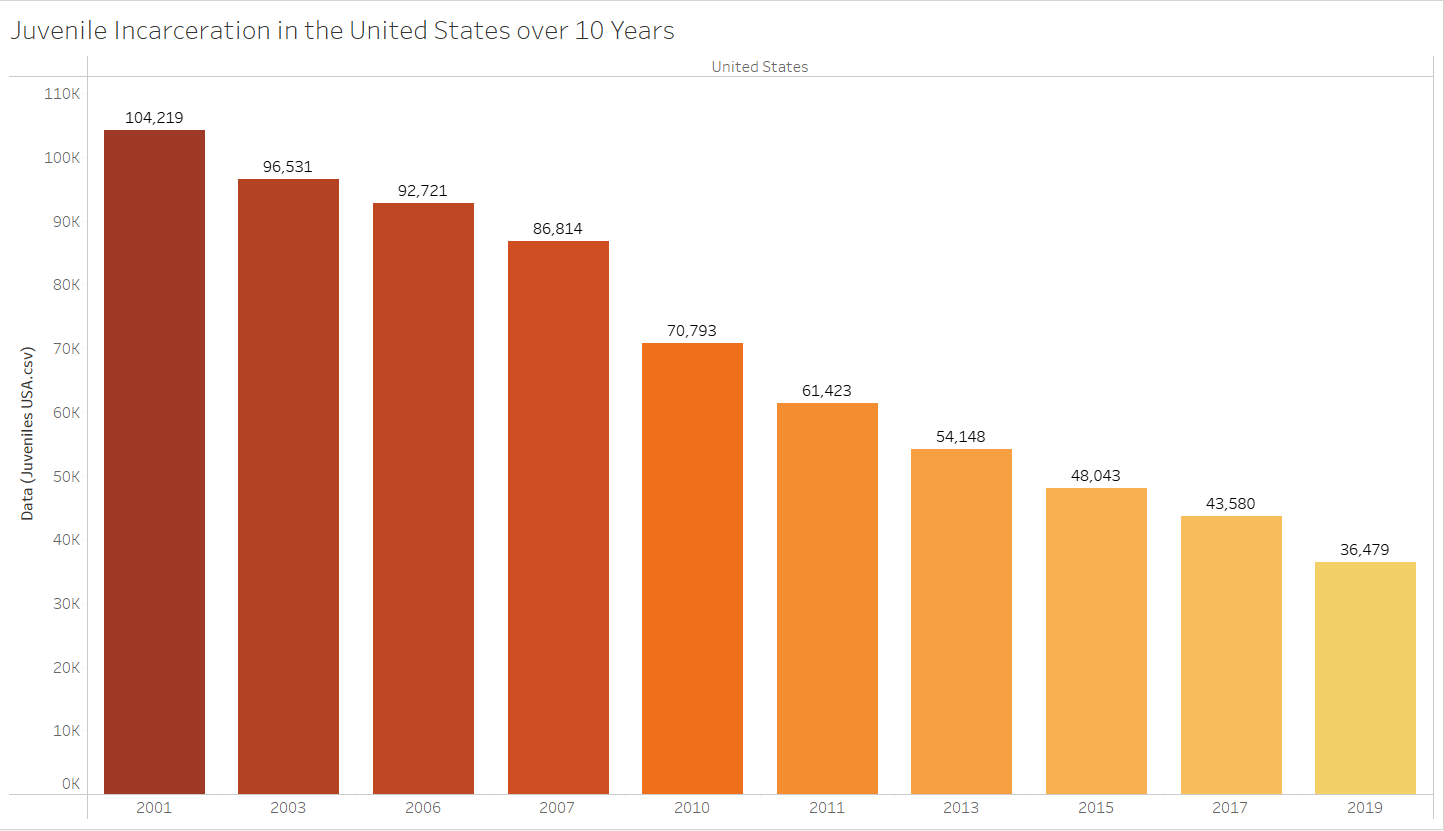 Juvenile Incarceration in the United States over 10 Years
United States
110K
100K
90K
80K
70K
60K
50K
40K
30K
20K
10K
0K
Data (Juveniles USA.csv)
104,219
96,531
92,721
86,814
70,793
61,423
54,148
48,043
43,580
36,479
2001 2003 2006 2007 2010 2011 2013 2015 2017 2019